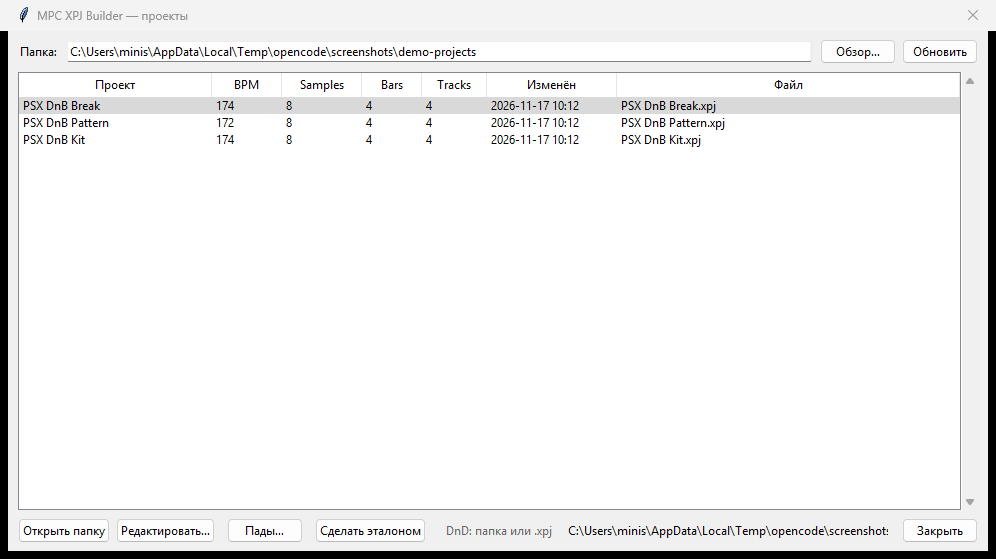 MPC XPJ Builder — проекты
Папка: C:\Users\minis\AppData\Local\Temp\opencode\screenshots\demo-projects Обзор... Обновить
Проект BPM Samples Bars Tracks Изменён Файл
PSX DnB Break 174 8 4 4 2026-11-17 10:12 PSX DnB Break.xpj
PSX DnB Pattern 172 8 4 4 2026-11-17 10:12 PSX DnB Pattern.xpj
PSX DnB Kit 174 8 4 4 2026-11-17 10:12 PSX DnB Kit.xpj
Открыть папку Редактировать... Пады... Сделать эталоном DnD: папка или .xpj C:\Users\minis\AppData\Local\Temp\opencode\screenshots Закрыть